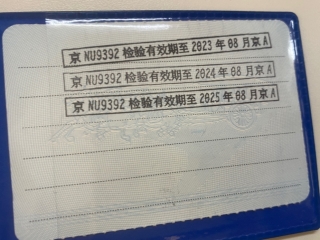 京 NU9392 检验有效期至 2023 年 08 月京 A
京 NU9392 检验有效期至 2024 年 08 月京 A
京 NU9392 检验有效期至 2025 年 08 月京 A